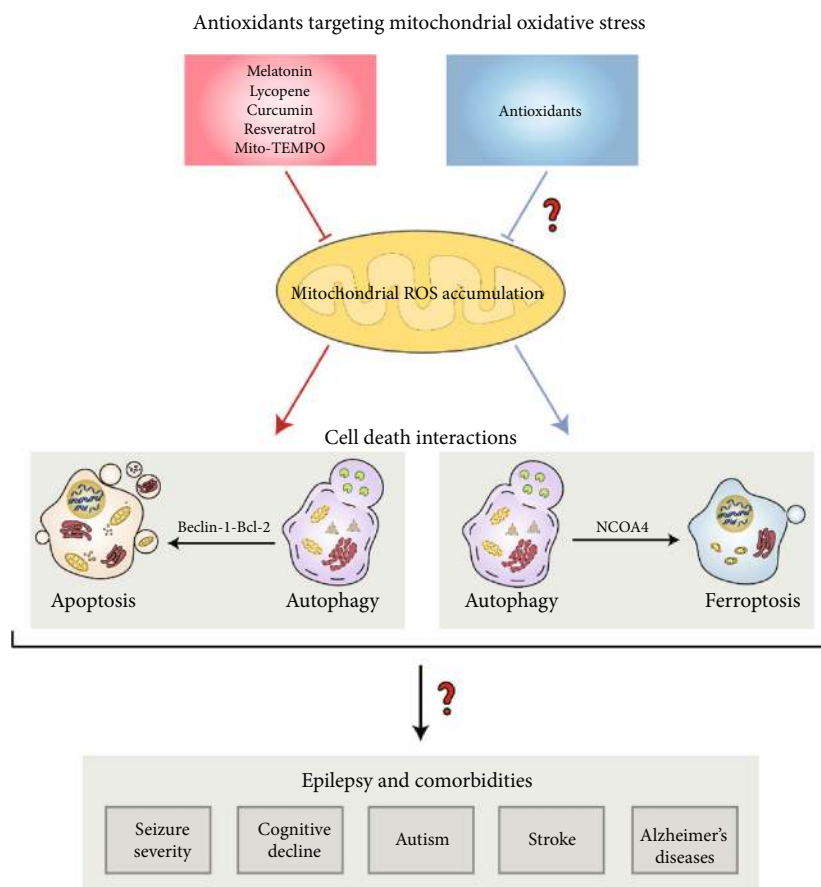 Antioxidants targeting mitochondrial oxidative stress
Melatonin
Lycopene
Curcumin
Resveratrol
Mito-TEMPO
Antioxidants
?
Mitochondrial ROS accumulation
Cell death interactions
Beclin-1-Bcl-2
Apoptosis
Autophagy
NCOA4
Autophagy
Ferroptosis
?
Epilepsy and comorbidities
Seizure
severity
Cognitive
decline
Autism
Stroke
Alzheimer's
diseases